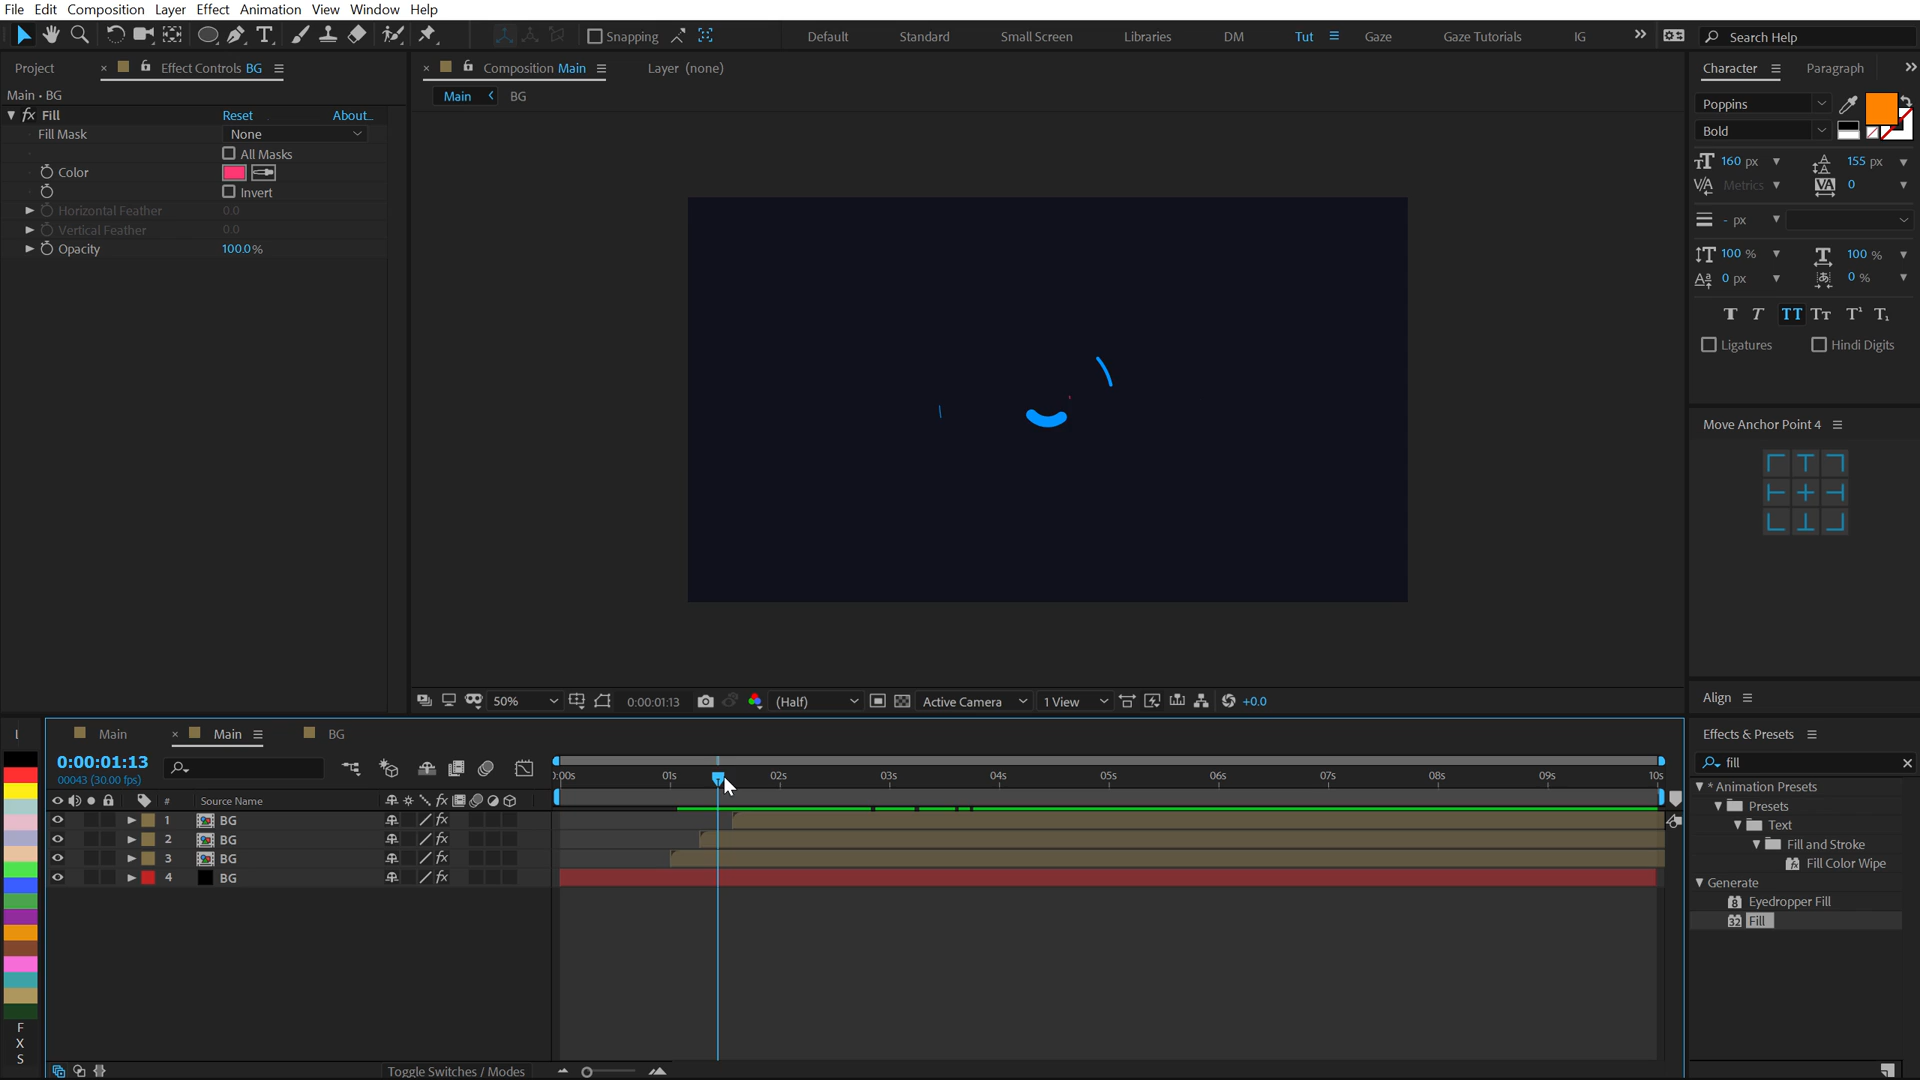 File Edit Composition Layer Effect Animation View Window Help
Snapping Default Standard Small Screen Libraries DM Tut Gaze Gaze Tutorials IG Search Help
Project Effect Controls BG
Composition Main Layer (none)
Character Paragraph
Main • BG
Main BG
Fill Reset About...
Fill Mask None
All Masks
Color
Invert
Horizontal Feather 0.0
Vertical Feather 0.0
Opacity 100.0 %
Poppins
Bold
160 px 155 px
Metrics 0
- px
100 % 100 %
0 px 0 %
Ligatures Hindi Digits
Move Anchor Point 4
Align
50% 0:00:01:13 (Half) Active Camera 1 View +0.0
Main Main BG
0:00:01:13
00043 (30.00 fps)
0:00s 01s 02s 03s 04s 05s 06s 07s 08s 09s 10s
# Source Name
1 BG
2 BG
3 BG
4 BG
Toggle Switches / Modes
F
X
S
Effects & Presets
fill
* Animation Presets
Presets
Text
Fill and Stroke
Fill Color Wipe
Generate
Eyedropper Fill
Fill